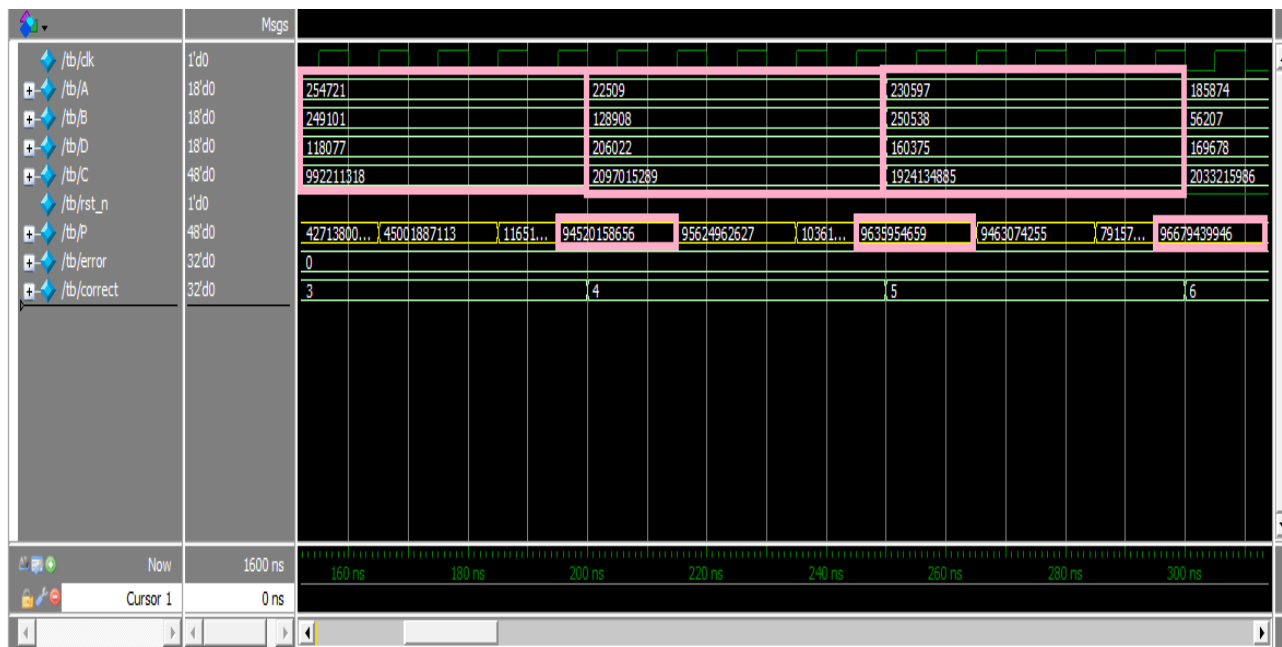 Msgs
/tb/clk 1'd0
/tb/A 18'd0 254721 22509 230597 185874
/tb/B 18'd0 249101 128908 250538 56207
/tb/D 18'd0 118077 206022 160375 169678
/tb/C 48'd0 992211318 2097015289 1924134885 2033215986
/tb/rst_n 1'd0
/tb/P 48'd0 42713800... 45001887113 11651... 94520158656 95624962627 10361... 9635954659 9463074255 79157... 96679439946
/tb/error 32'd0 0
/tb/correct 32'd0 3 4 5 6
Now 1600 ns 160 ns 180 ns 200 ns 220 ns 240 ns 260 ns 280 ns 300 ns
Cursor 1 0 ns